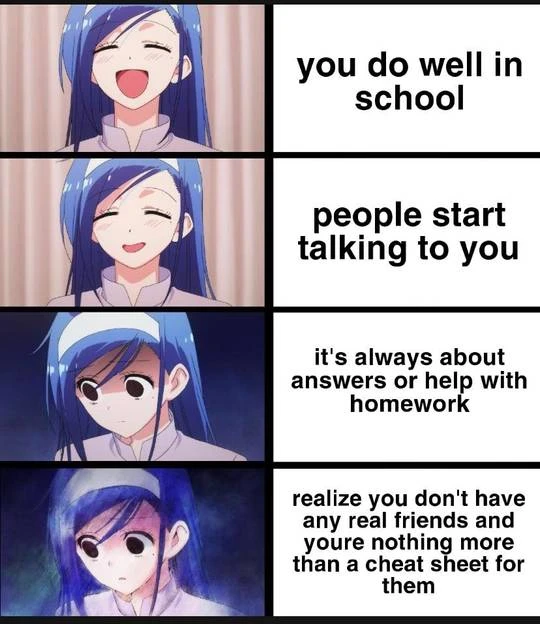 you do well in
school
people start
talking to you
it's always about
answers or help with
homework
realize you don't have
any real friends and
youre nothing more
than a cheat sheet for
them